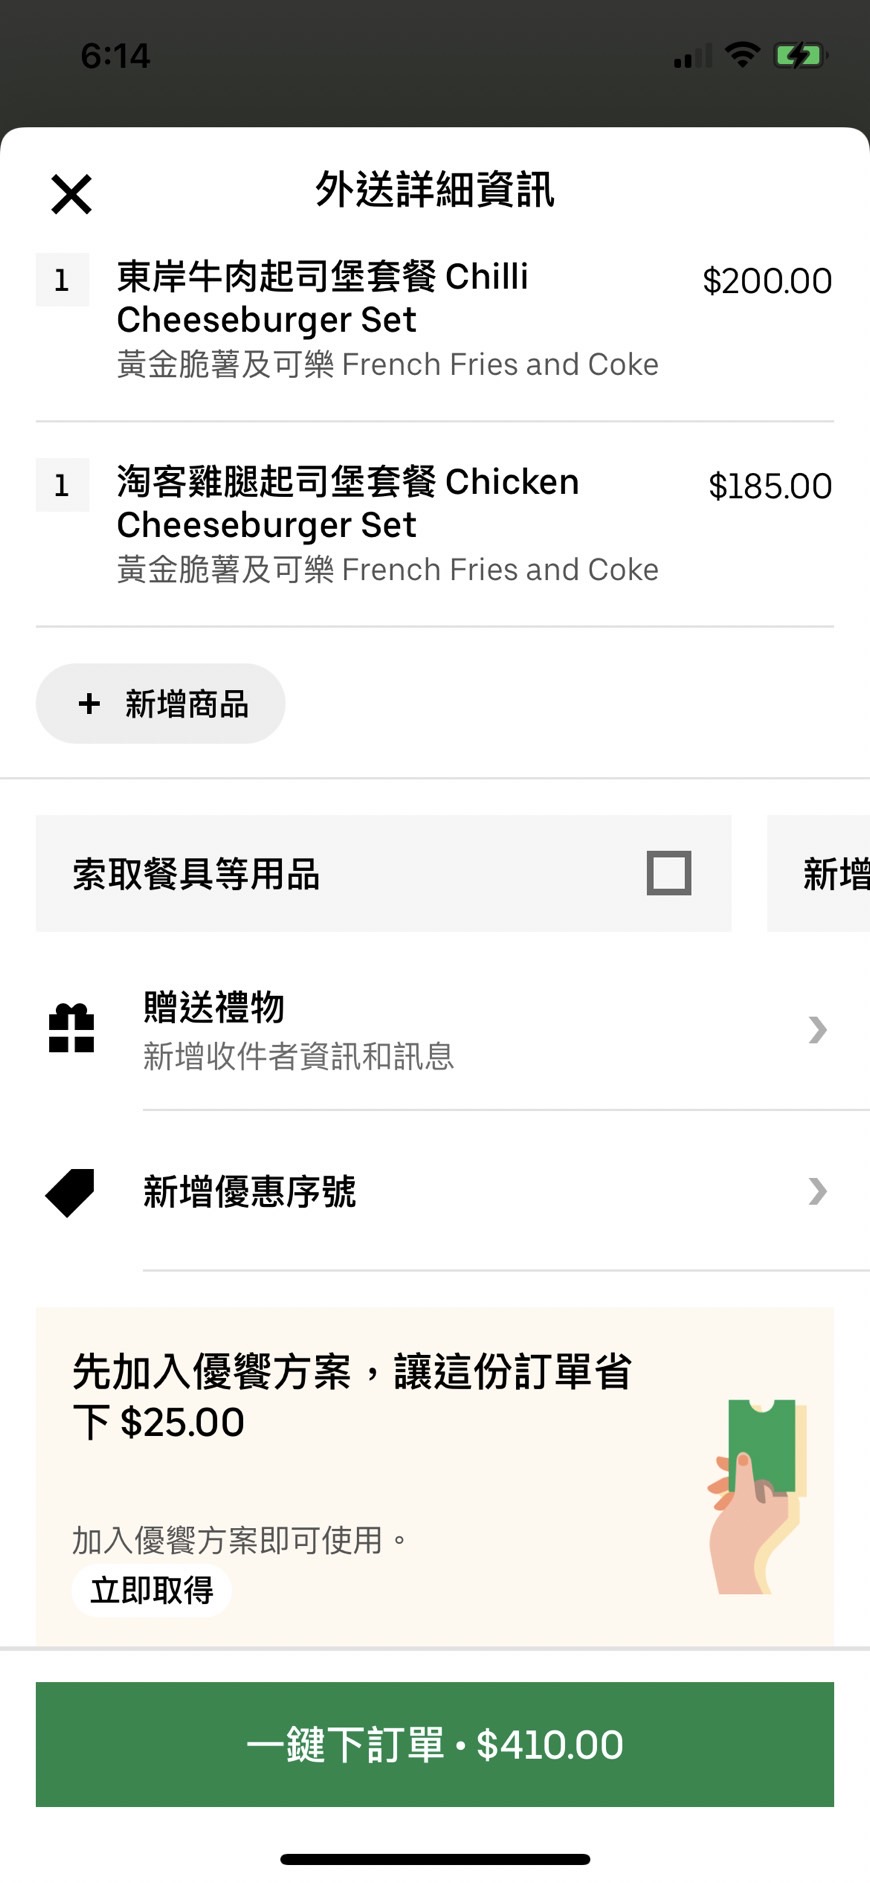 6:14
外送詳細資訊
1 東岸牛肉起司堡套餐 Chilli $200.00
Cheeseburger Set
黃金脆薯及可樂 French Fries and Coke
1 淘客雞腿起司堡套餐 Chicken $185.00
Cheeseburger Set
黃金脆薯及可樂 French Fries and Coke
+ 新增商品
索取餐具等用品 新增
贈送禮物
新增收件者資訊和訊息
新增優惠序號
先加入優饗方案，讓這份訂單省
下 $25.00
加入優饗方案即可使用。
立即取得
一鍵下訂單 • $410.00